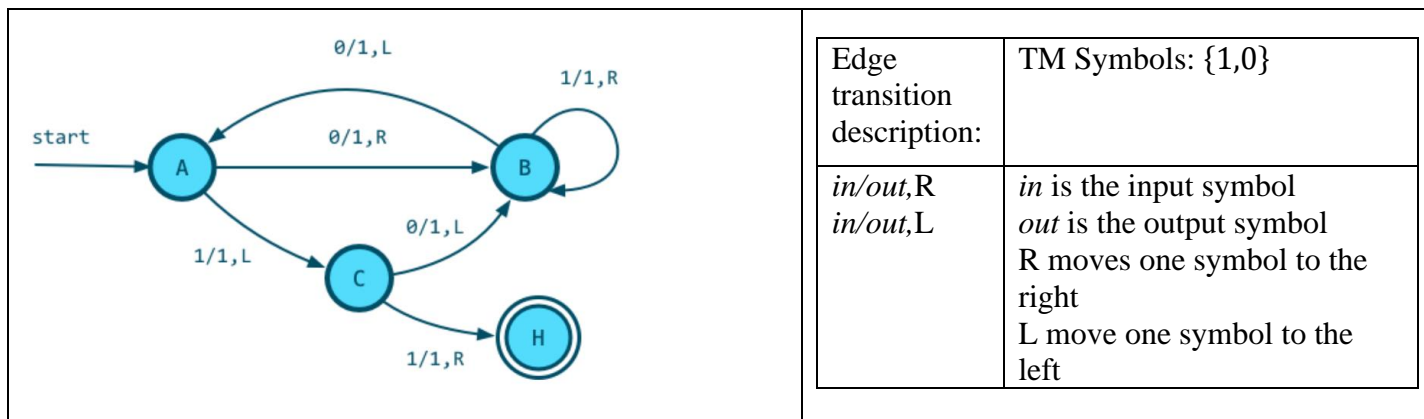 0/1,L
1/1,R
start
0/1,R
A
B
0/1,L
1/1,L
C
H
1/1,R
Edge
transition
description:
TM Symbols: {1,0}
in/out,R
in/out,L
in is the input symbol
out is the output symbol
R moves one symbol to the
right
L move one symbol to the
left